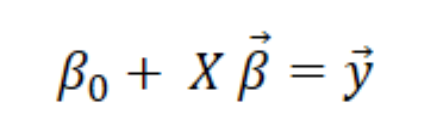 β₀ + X β⃗ = y⃗